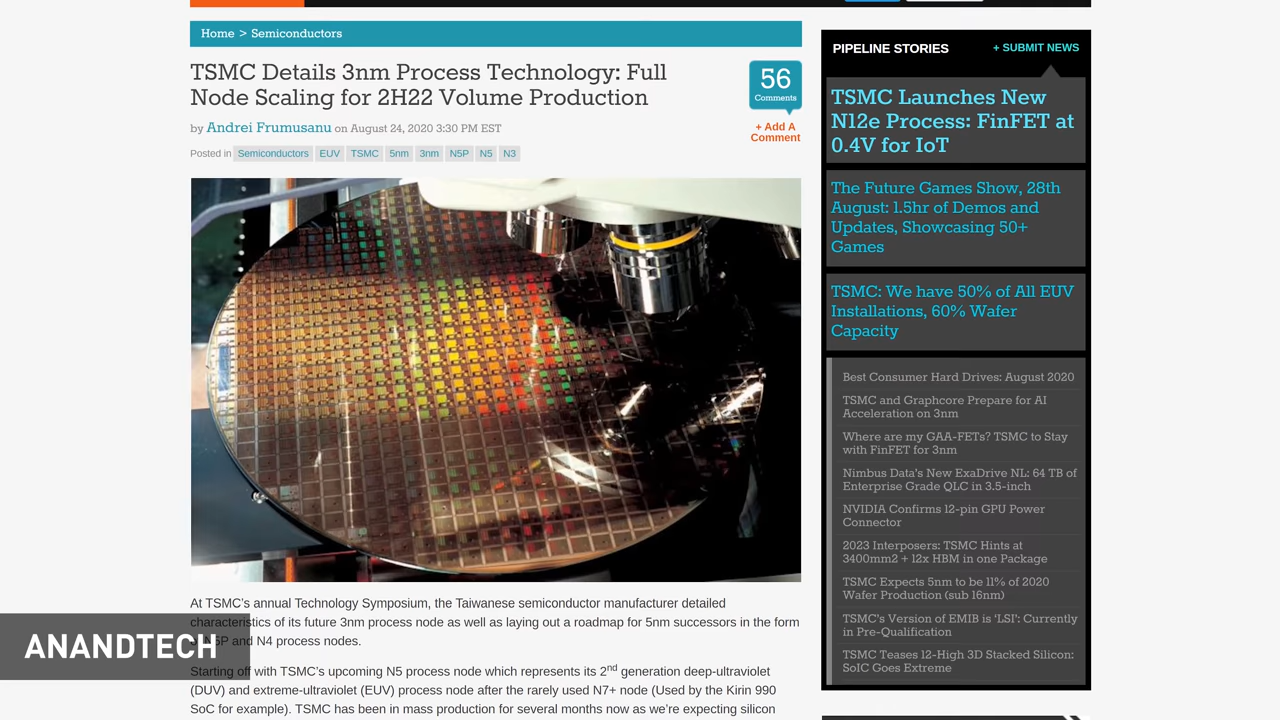 Home > Semiconductors
TSMC Details 3nm Process Technology: Full
Node Scaling for 2H22 Volume Production
56
Comments
by Andrei Frumusanu on August 24, 2020 3:30 PM EST
+ Add A
Comment
Posted in Semiconductors EUV TSMC 5nm 3nm N5P N5 N3
At TSMC's annual Technology Symposium, the Taiwanese semiconductor manufacturer detailed
characteristics of its future 3nm process node as well as laying out a roadmap for 5nm successors in the form
and N4 process nodes.
ANANDTECH
Starting off with TSMC's upcoming N5 process node which represents its 2nd generation deep-ultraviolet
(DUV) and extreme-ultraviolet (EUV) process node after the rarely used N7+ node (Used by the Kirin 990
SoC for example). TSMC has been in mass production for several months now as we're expecting silicon
PIPELINE STORIES
+ SUBMIT NEWS
TSMC Launches New
N12e Process: FinFET at
0.4V for IoT
The Future Games Show, 28th
August: 1.5hr of Demos and
Updates, Showcasing 50+
Games
TSMC: We have 50% of All EUV
Installations, 60% Wafer
Capacity
Best Consumer Hard Drives: August 2020
TSMC and Graphcore Prepare for AI
Acceleration on 3nm
Where are my GAA-FETs? TSMC to Stay
with FinFET for 3nm
Nimbus Data's New ExaDrive NL: 64 TB of
Enterprise Grade QLC in 3.5-inch
NVIDIA Confirms 12-pin GPU Power
Connector
2023 Interposers: TSMC Hints at
3400mm2 + 12x HBM in one Package
TSMC Expects 5nm to be 11% of 2020
Wafer Production (sub 16nm)
TSMC's Version of EMIB is 'LSI': Currently
in Pre-Qualification
TSMC Teases 12-High 3D Stacked Silicon:
SoIC Goes Extreme